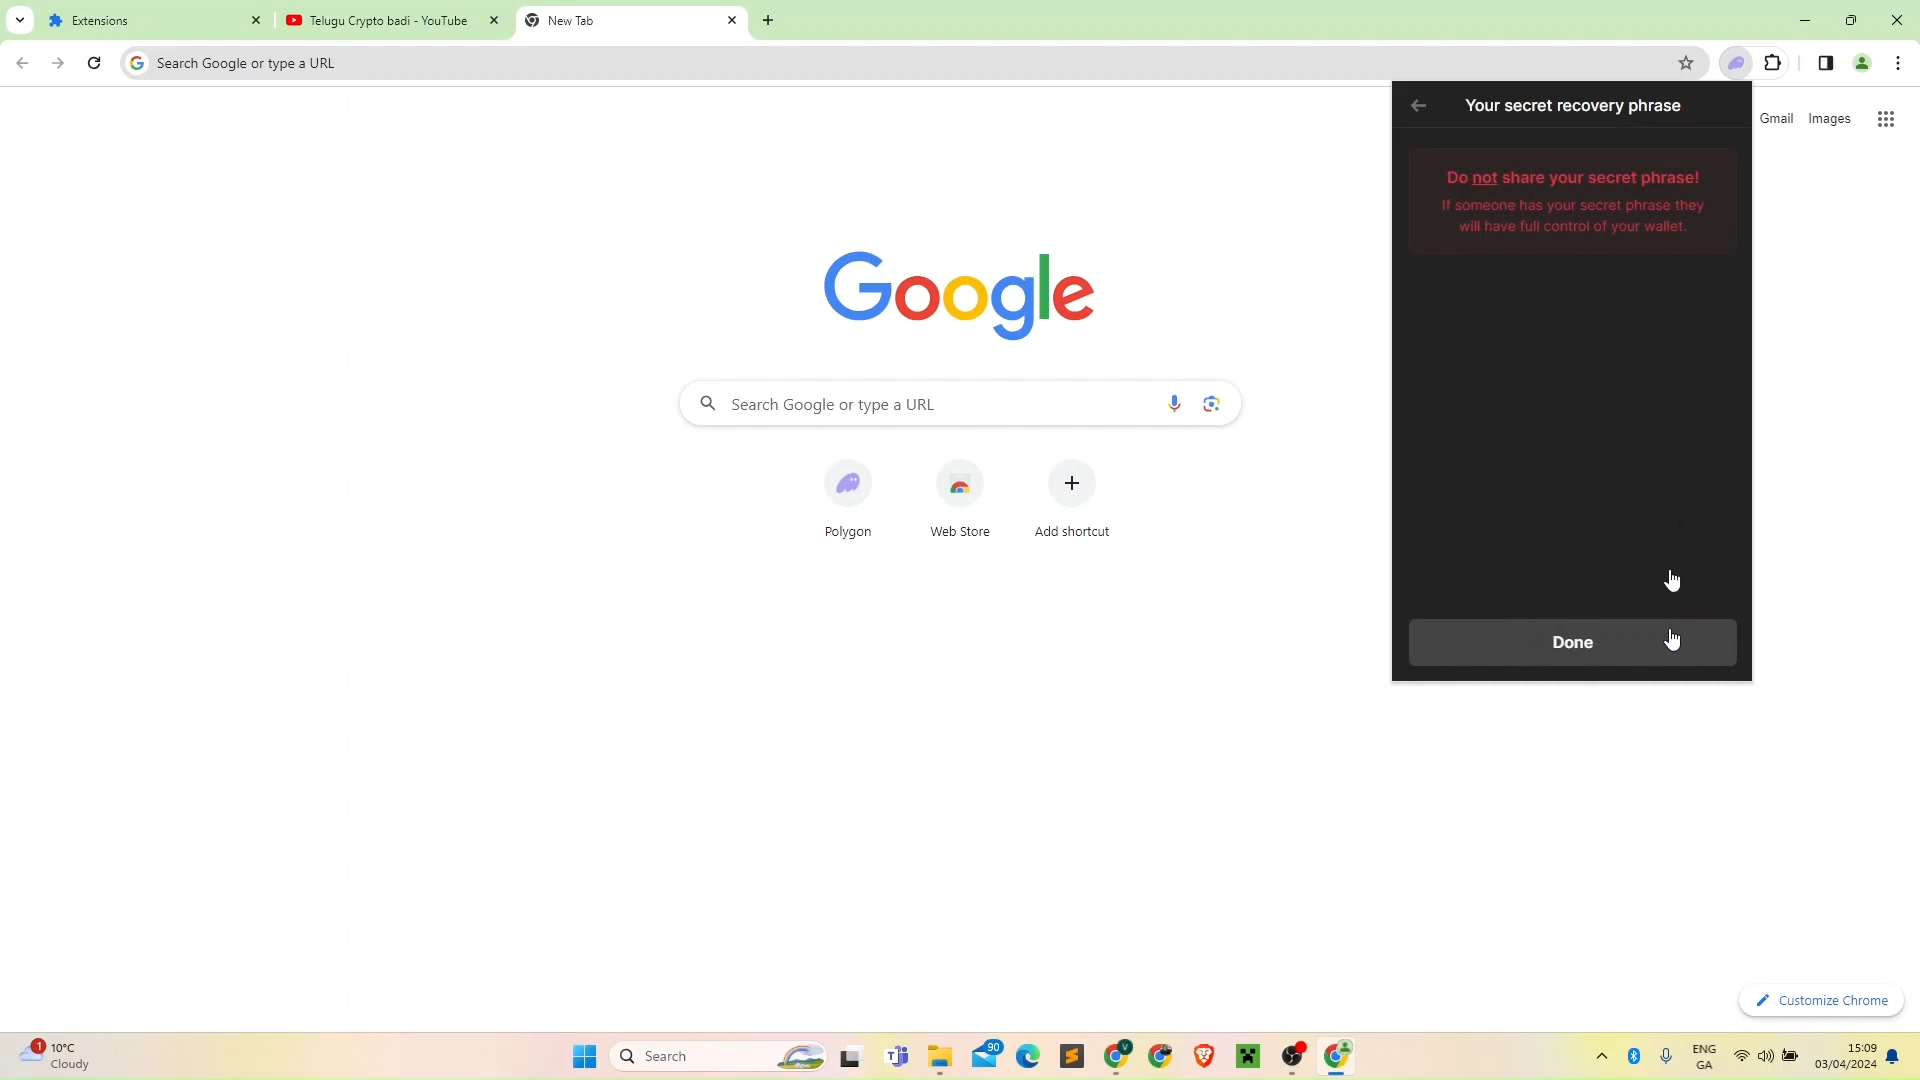 Extensions
Telugu Crypto badi - YouTube
New Tab
Search Google or type a URL
Your secret recovery phrase
Gmail
Images
Do not share your secret phrase!
If someone has your secret phrase they
will have full control of your wallet.
Google
Search Google or type a URL
Polygon
Web Store
Add shortcut
Done
Customize Chrome
1
10°C
Cloudy
Search
90
V
ENG
GA
15:09
03/04/2024